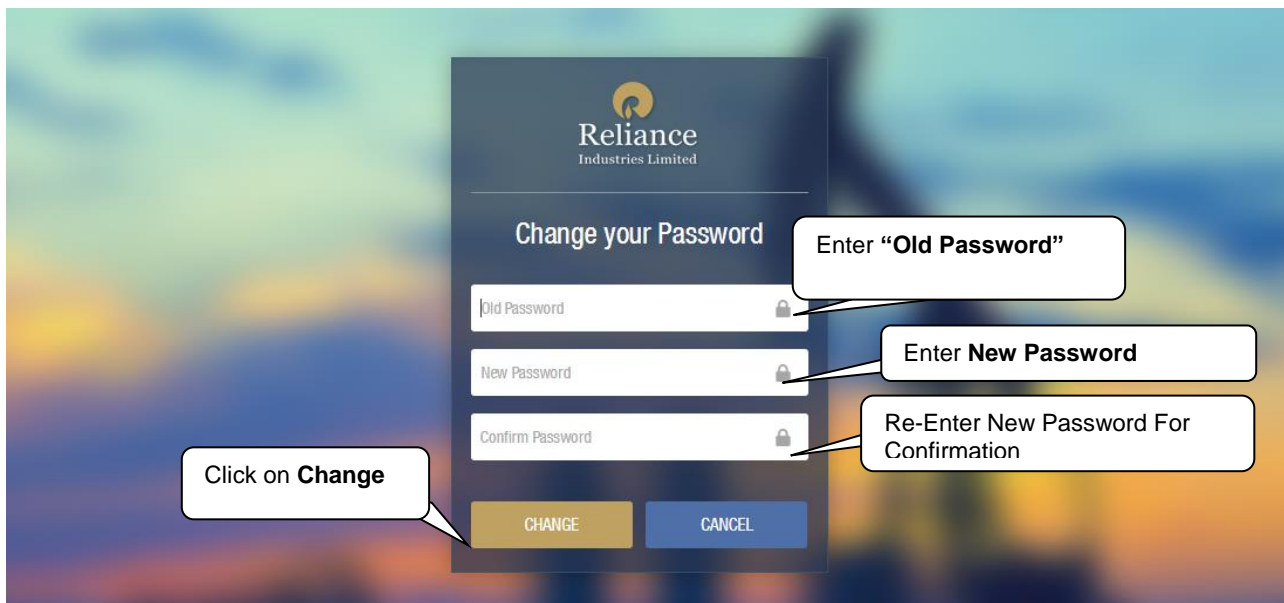 Reliance
Industries Limited
Change your Password
Enter “Old Password”
Old Password
Enter New Password
New Password
Re-Enter New Password For
Confirmation
Confirm Password
Click on Change
CHANGE
CANCEL